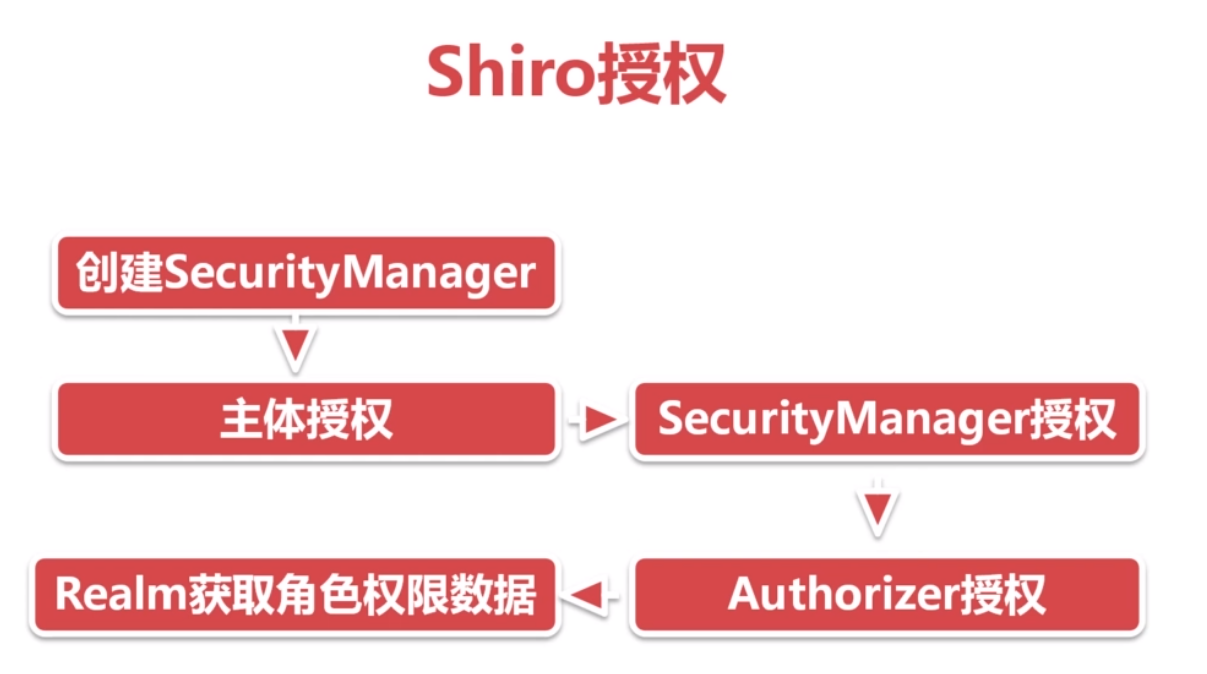 Shiro授权
创建SecurityManager
主体授权
SecurityManager授权
Authorizer授权
Realm获取角色权限数据